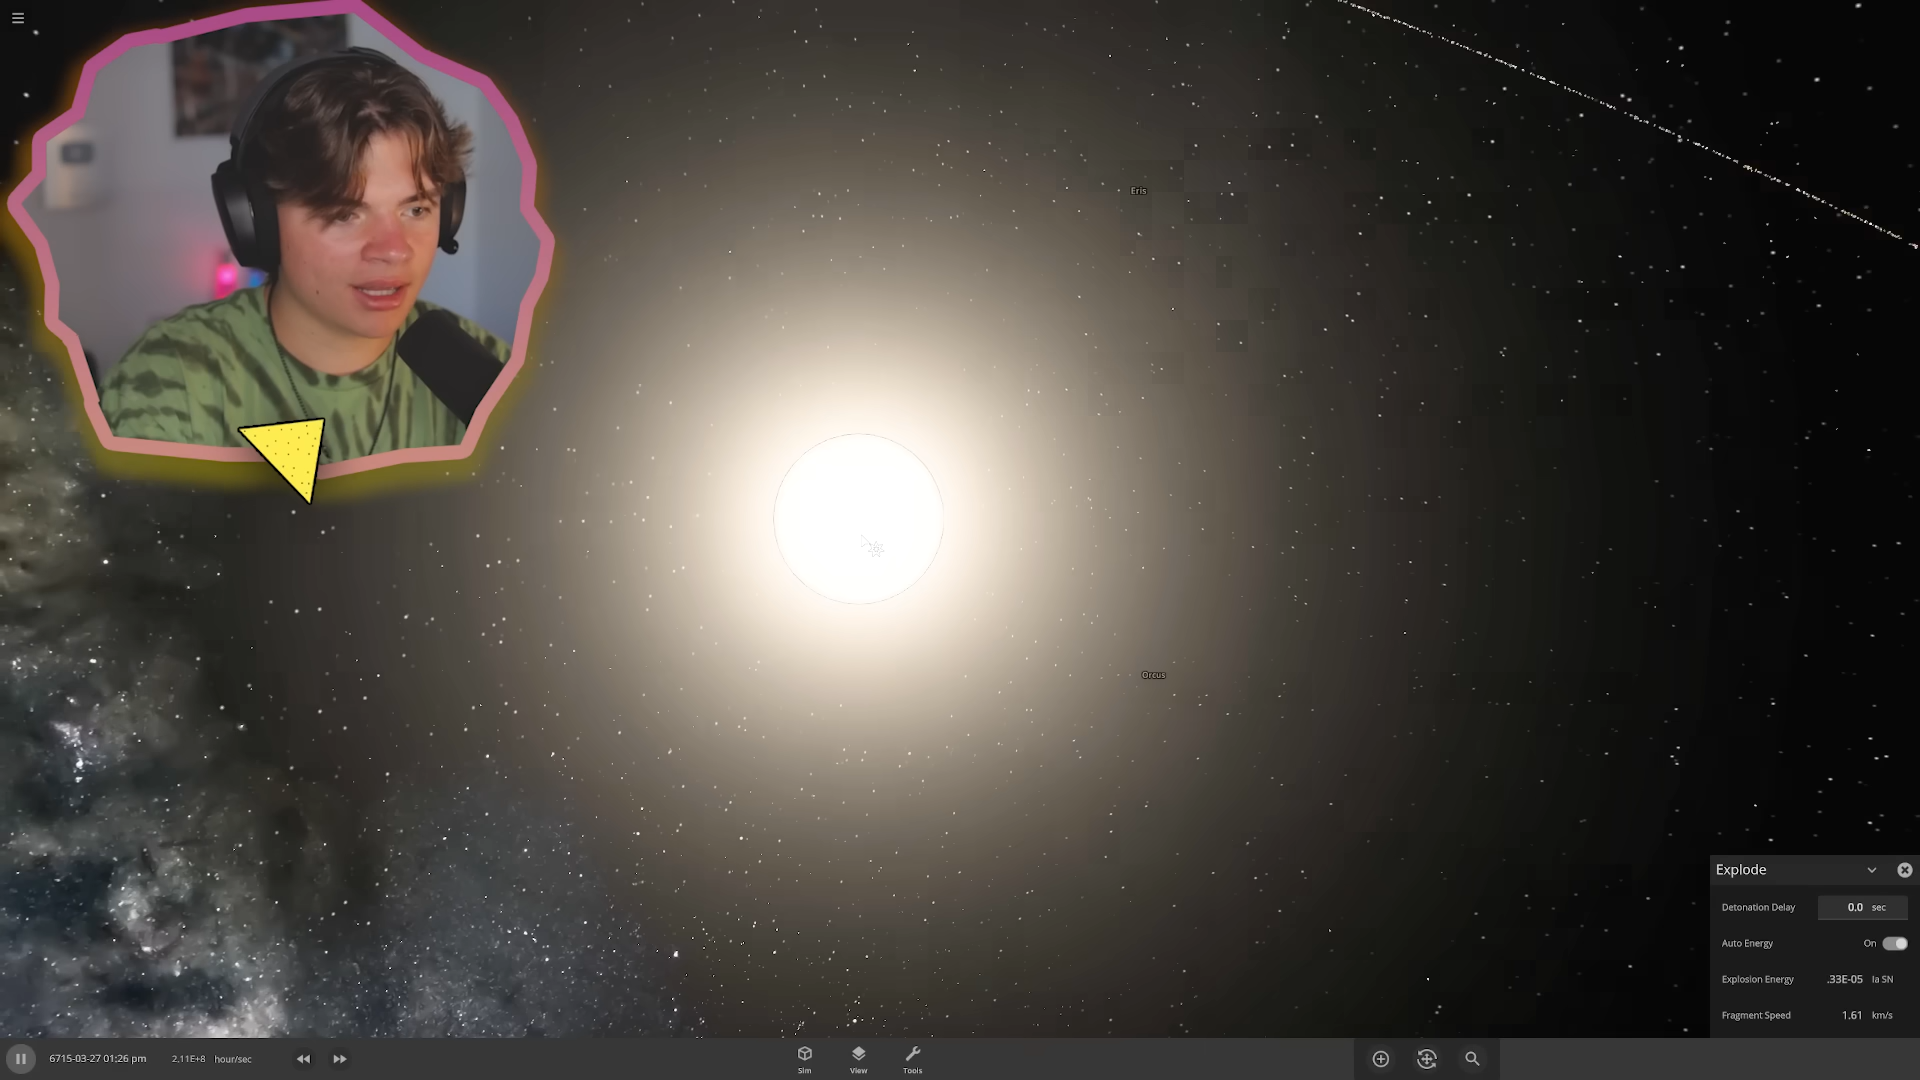 Eris
Orcus
Explode
Detonation Delay 0.0 sec
Auto Energy On
Explosion Energy .33E-05 Ia SN
Fragment Speed 1.61 km/s
6715-03-27 01:26 pm 2.11E+8 hour/sec
Sim View Tools